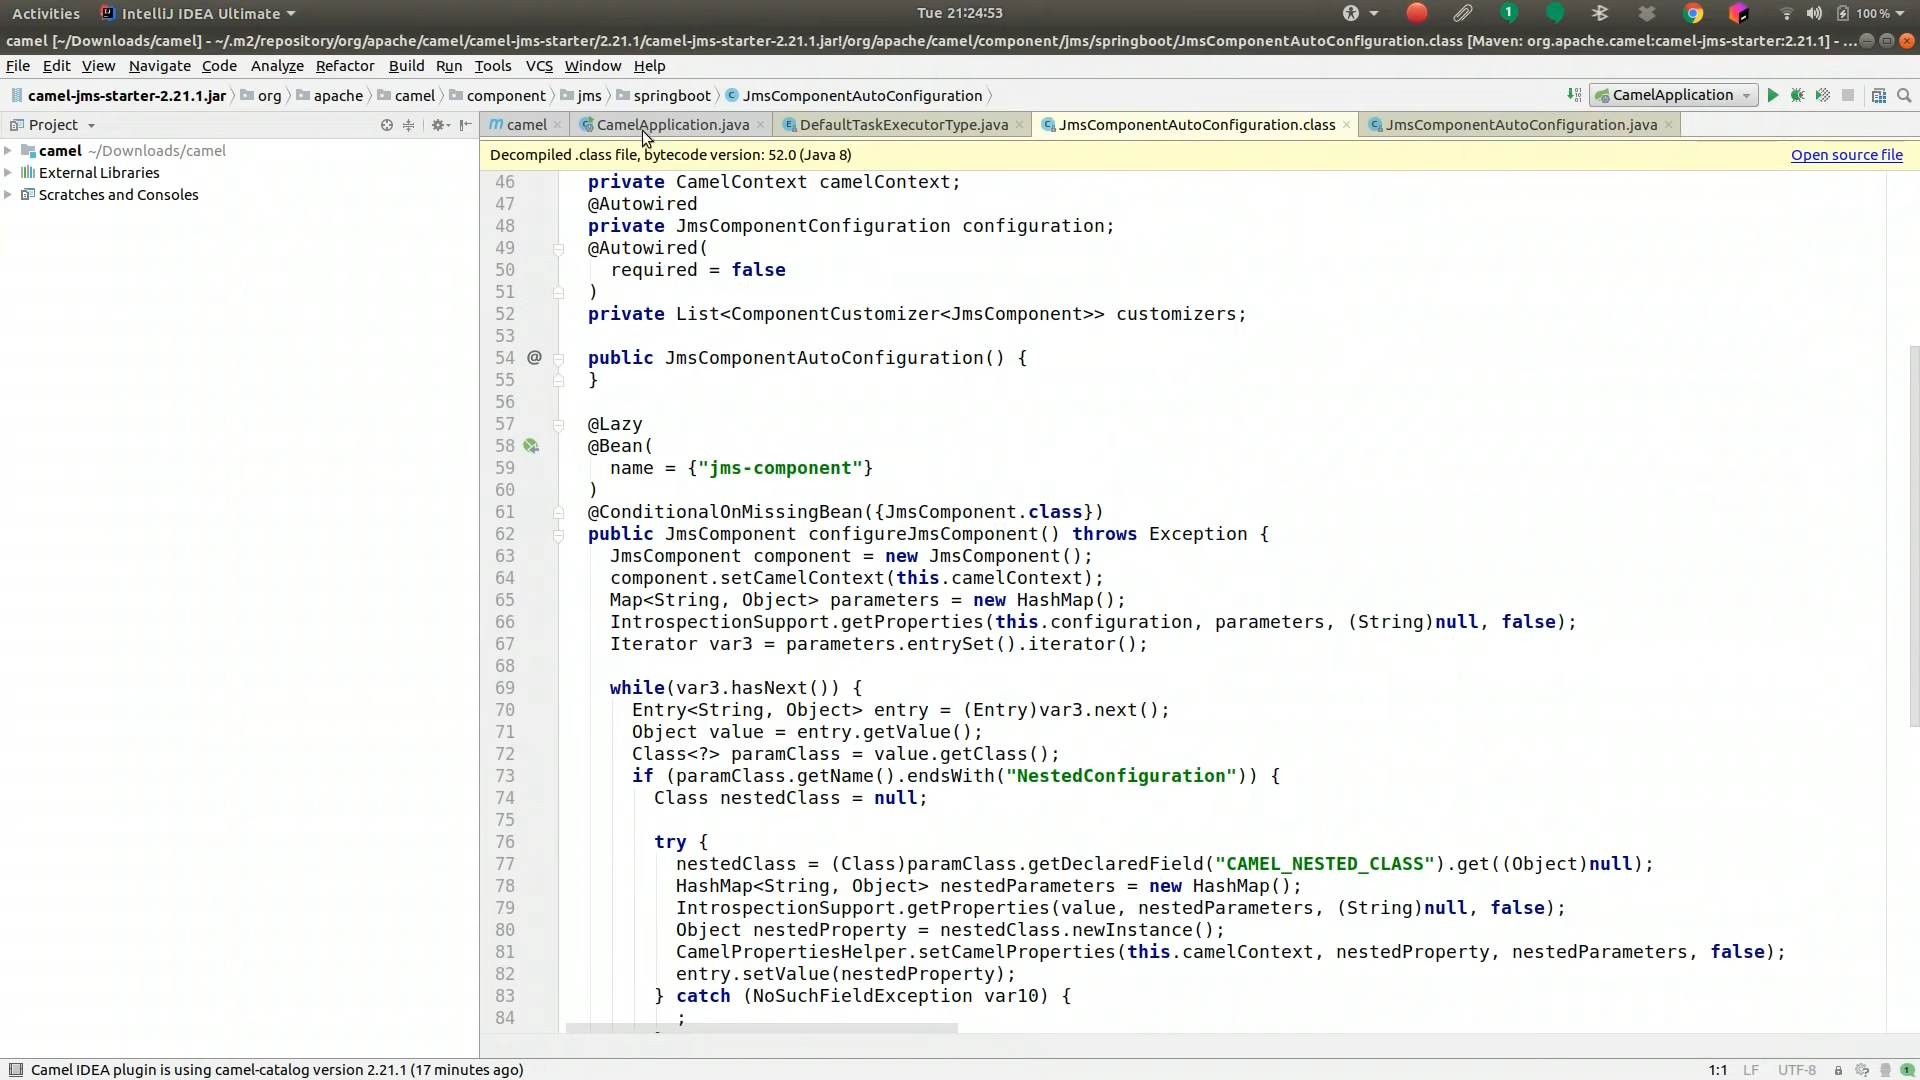 Activities IntelliJ IDEA Ultimate Tue 21:24:53 1 100 %
camel [~/Downloads/camel] - ~/.m2/repository/org/apache/camel/camel-jms-starter/2.21.1/camel-jms-starter-2.21.1.jar!/org/apache/camel/component/jms/springboot/JmsComponentAutoConfiguration.class [Maven: org.apache.camel:camel-jms-starter:2.21.1] - ...
File Edit View Navigate Code Analyze Refactor Build Run Tools VCS Window Help
camel-jms-starter-2.21.1.jar org apache camel component jms springboot JmsComponentAutoConfiguration CamelApplication
Project camel CamelApplication.java DefaultTaskExecutorType.java JmsComponentAutoConfiguration.class JmsComponentAutoConfiguration.java
camel ~/Downloads/camel
External Libraries
Scratches and Consoles
Decompiled .class file, bytecode version: 52.0 (Java 8) Open source file
46 private CamelContext camelContext;
47 @Autowired
48 private JmsComponentConfiguration configuration;
49 @Autowired(
50 required = false
51 )
52 private List<ComponentCustomizer<JmsComponent>> customizers;
53
54 @ public JmsComponentAutoConfiguration() {
55 }
56
57 @Lazy
58 @Bean(
59 name = {"jms-component"}
60 )
61 @ConditionalOnMissingBean({JmsComponent.class})
62 public JmsComponent configureJmsComponent() throws Exception {
63 JmsComponent component = new JmsComponent();
64 component.setCamelContext(this.camelContext);
65 Map<String, Object> parameters = new HashMap();
66 IntrospectionSupport.getProperties(this.configuration, parameters, (String)null, false);
67 Iterator var3 = parameters.entrySet().iterator();
68
69 while(var3.hasNext()) {
70 Entry<String, Object> entry = (Entry)var3.next();
71 Object value = entry.getValue();
72 Class<?> paramClass = value.getClass();
73 if (paramClass.getName().endsWith("NestedConfiguration")) {
74 Class nestedClass = null;
75
76 try {
77 nestedClass = (Class)paramClass.getDeclaredField("CAMEL_NESTED_CLASS").get((Object)null);
78 HashMap<String, Object> nestedParameters = new HashMap();
79 IntrospectionSupport.getProperties(value, nestedParameters, (String)null, false);
80 Object nestedProperty = nestedClass.newInstance();
81 CamelPropertiesHelper.setCamelProperties(this.camelContext, nestedProperty, nestedParameters, false);
82 entry.setValue(nestedProperty);
83 } catch (NoSuchFieldException var10) {
84 ;
Camel IDEA plugin is using camel-catalog version 2.21.1 (17 minutes ago) 1:1 LF UTF-8 1